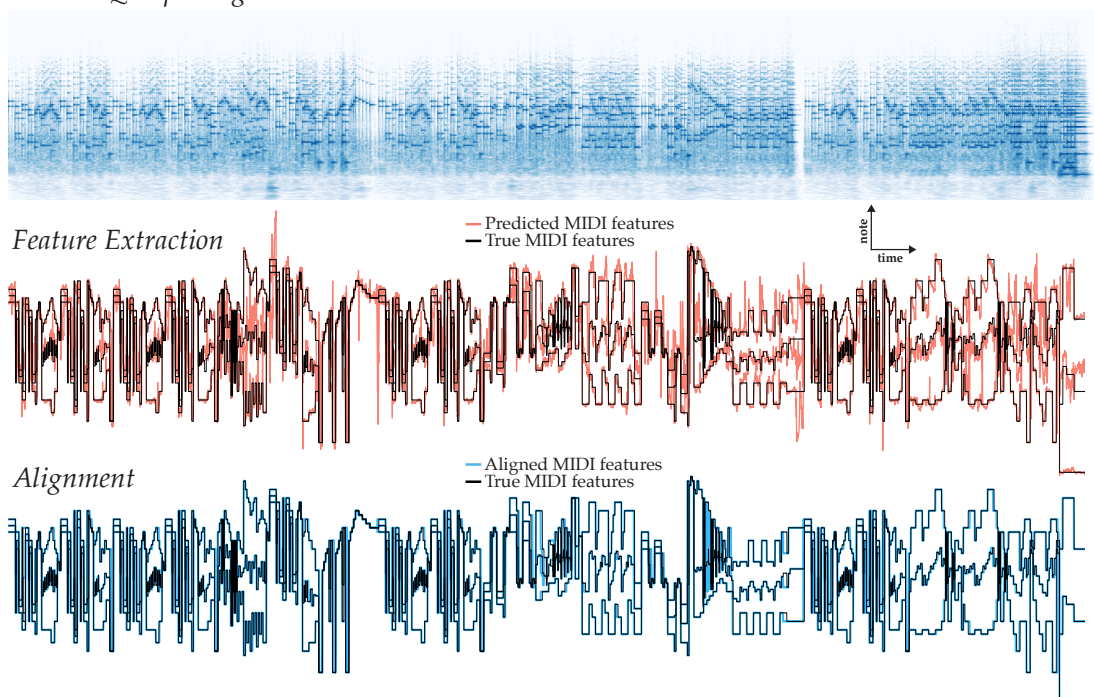 Feature Extraction
Predicted MIDI features
True MIDI features
note
time
Alignment
Aligned MIDI features
True MIDI features